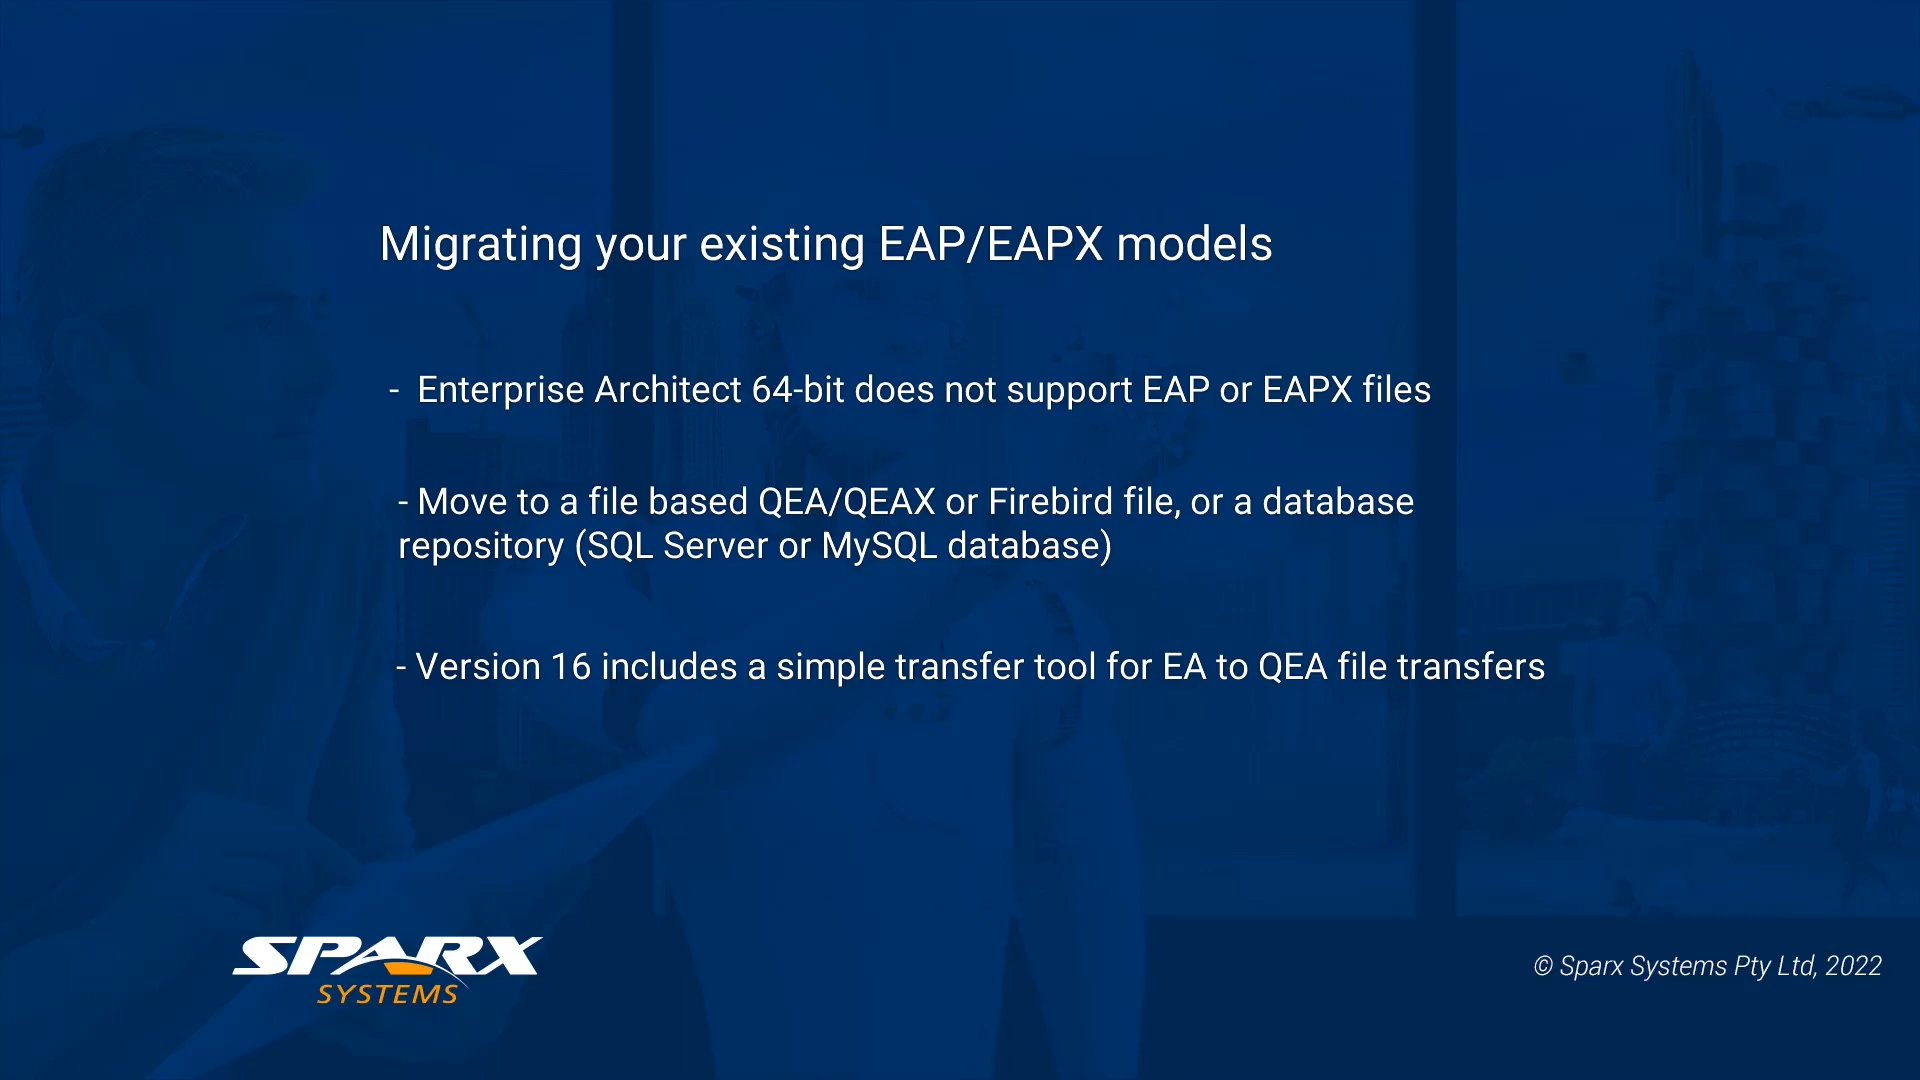 Migrating your existing EAP/EAPX models
- Enterprise Architect 64-bit does not support EAP or EAPX files
- Move to a file based QEA/QEAX or Firebird file, or a database
repository (SQL Server or MySQL database)
- Version 16 includes a simple transfer tool for EA to QEA file transfers
SPARX
SYSTEMS
© Sparx Systems Pty Ltd, 2022